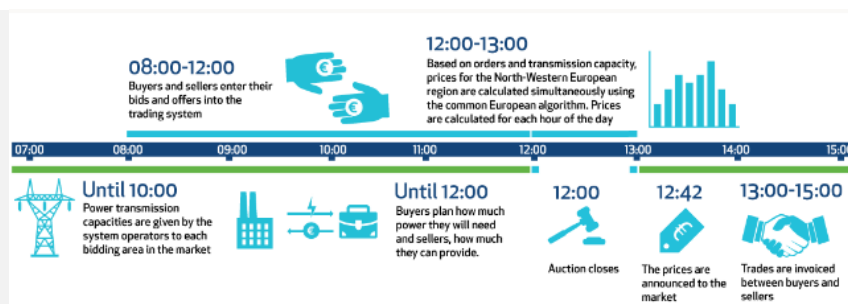 08:00-12:00
Buyers and sellers enter their
bids and offers into the
trading system
12:00-13:00
Based on orders and transmission capacity,
prices for the North-Western European
region are calculated simultaneously using
the common European algorithm. Prices
are calculated for each hour of the day
07:00 08:00 09:00 10:00 11:00 12:00 13:00 14:00 15:00
Until 10:00
Power transmission
capacities are given by the
system operators to each
bidding area in the market
Until 12:00
Buyers plan how much
power they will need
and sellers, how much
they can provide.
12:00
Auction closes
12:42
The prices are
announced to the
market
13:00-15:00
Trades are invoiced
between buyers and
sellers